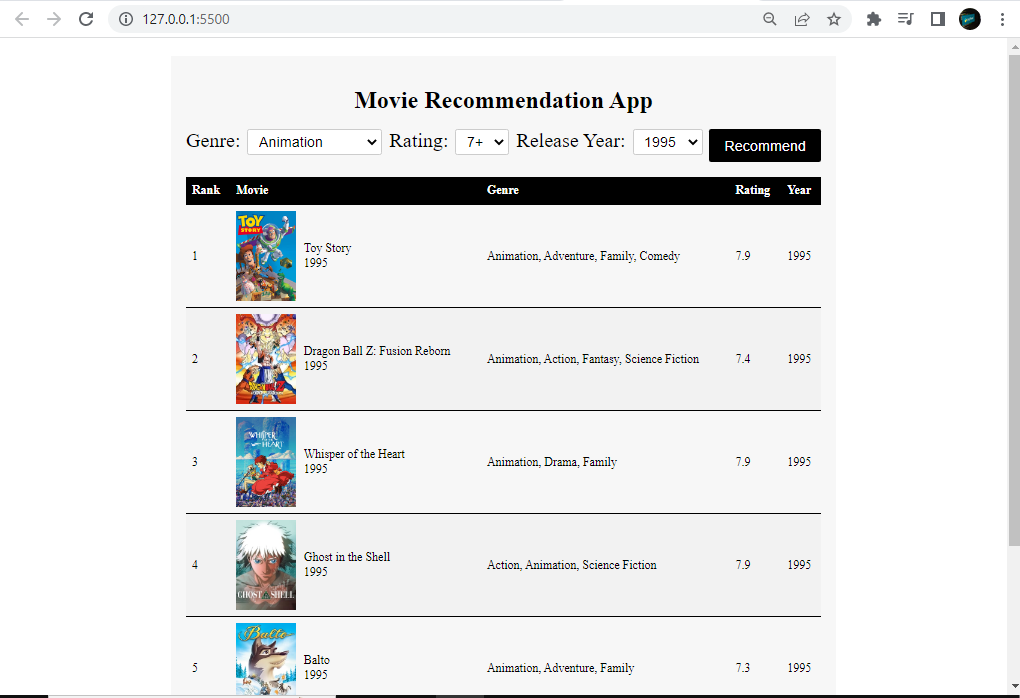 127.0.0.1:5500
Movie Recommendation App
Genre: Animation Rating: 7+ Release Year: 1995 Recommend
Rank Movie Genre Rating Year
TOY
STORY
1 Toy Story Animation, Adventure, Family, Comedy 7.9 1995
1995
2 Dragon Ball Z: Fusion Reborn Animation, Action, Fantasy, Science Fiction 7.4 1995
1995
WHISPER
OF THE
HEART
3 Whisper of the Heart Animation, Drama, Family 7.9 1995
1995
4 Ghost in the Shell Action, Animation, Science Fiction 7.9 1995
1995
GHOST IN THE SHELL
Balto
5 Balto Animation, Adventure, Family 7.3 1995
1995